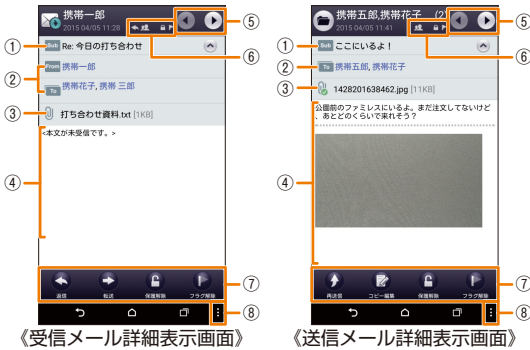 携帯一郎
2015 04/05 11:28
⑤
① Sub Re: 今日の打ち合わせ
⑥
② From 携帯一郎
To 携帯花子, 携帯 三郎
③ 打ち合わせ資料.txt [1KB]
<本文が未受信です。>
④
返信 転送 保護解除 フラグ解除
⑦
⑧
《受信メール詳細表示画面》
携帯五郎,携帯花子 (2)
2015 04/05 11:41
⑤
① Sub ここにいるよ！
⑥
② To 携帯五郎, 携帯花子
③ 1428201638462.jpg [11KB]
公園前のファミレスにいるよ。まだ注文してないけど
、あとどのくらいで来れそう？
④
再送信 コピー編集 保護解除 フラグ解除
⑦
⑧
《送信メール詳細表示画面》